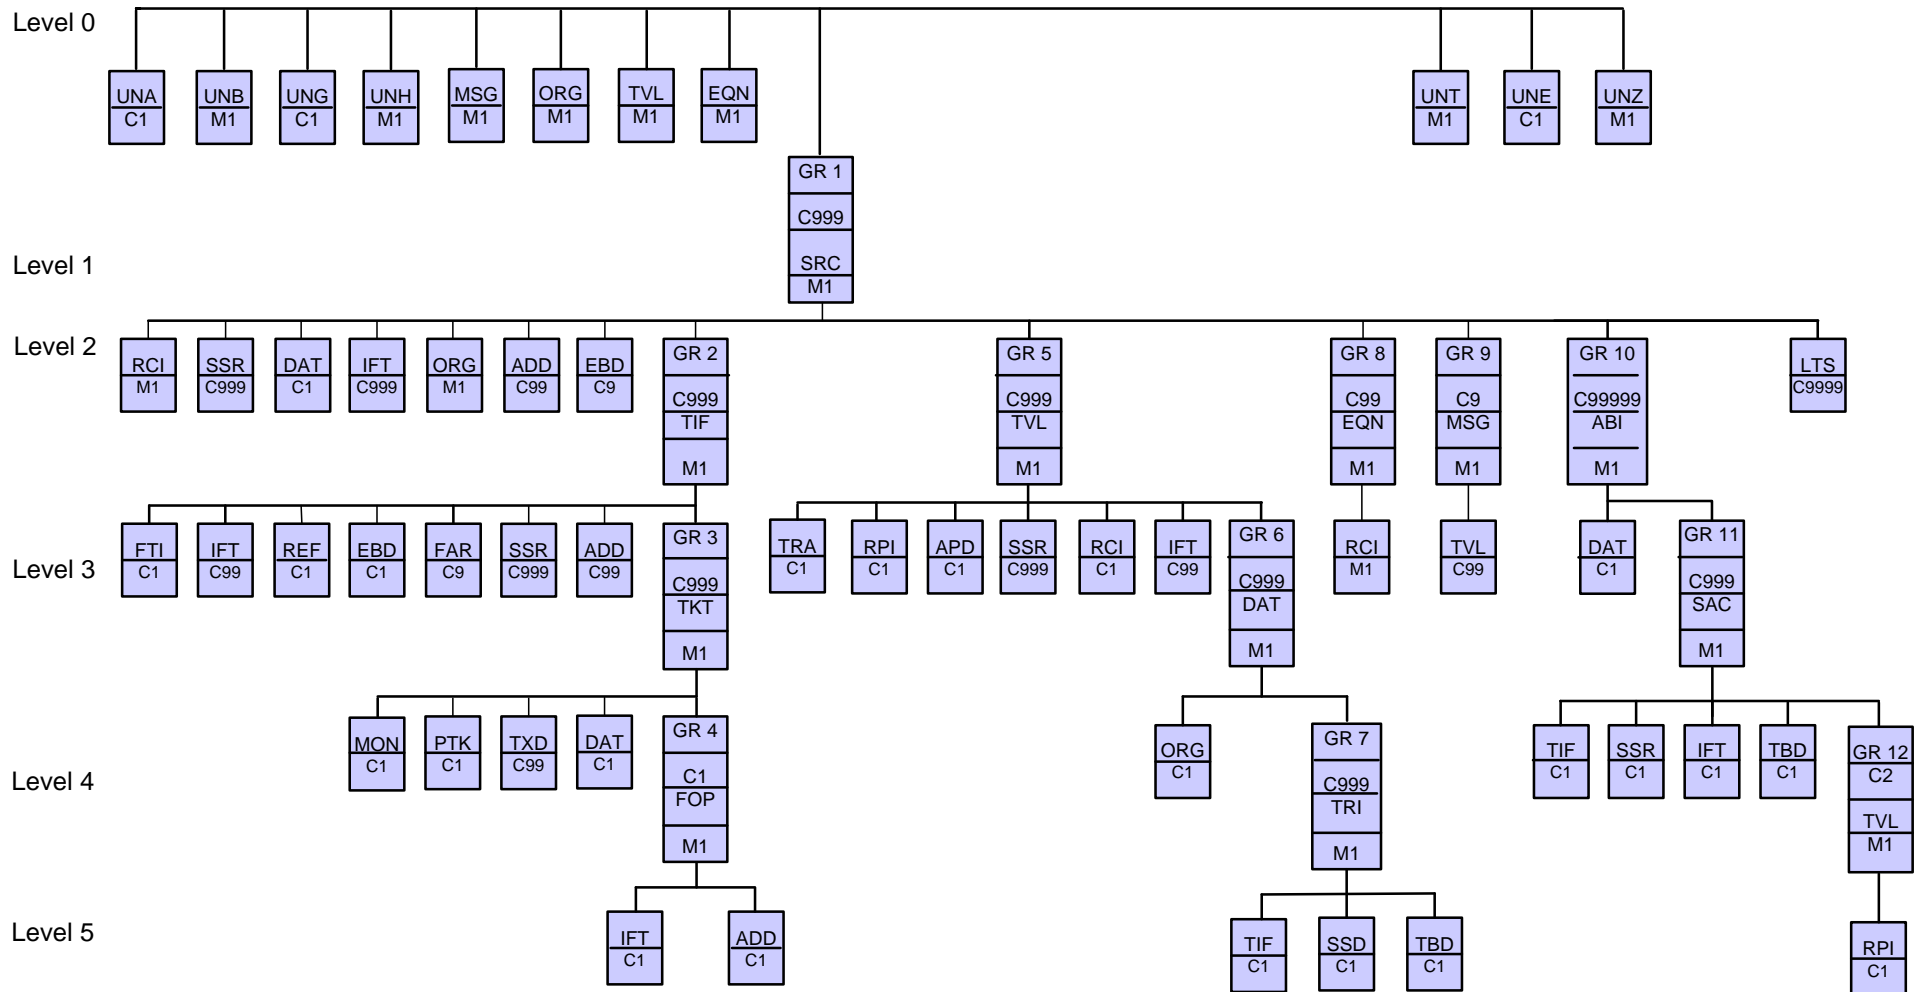 Level 0
UNA
C1
UNB
M1
UNG
C1
UNH
M1
MSG
M1
ORG
M1
TVL
M1
EQN
M1
UNT
M1
UNE
C1
UNZ
M1
Level 1
GR 1
C999
SRC
M1
Level 2
RCI
M1
SSR
C999
DAT
C1
IFT
C999
ORG
M1
ADD
C99
EBD
C9
GR 2
C999
TIF
M1
GR 5
C999
TVL
M1
GR 8
C99
EQN
M1
GR 9
C9
MSG
M1
GR 10
C99999
ABI
M1
LTS
C9999
Level 3
FTI
C1
IFT
C99
REF
C1
EBD
C1
FAR
C9
SSR
C999
ADD
C99
GR 3
C999
TKT
M1
TRA
C1
RPI
C1
APD
C1
SSR
C999
RCI
C1
IFT
C99
GR 6
C999
DAT
M1
RCI
M1
TVL
C99
DAT
C1
GR 11
C999
SAC
M1
Level 4
MON
C1
PTK
C1
TXD
C99
DAT
C1
GR 4
C1
FOP
M1
ORG
C1
GR 7
C999
TRI
M1
TIF
C1
SSR
C1
IFT
C1
TBD
C1
GR 12
C2
TVL
M1
Level 5
IFT
C1
ADD
C1
TIF
C1
SSD
C1
TBD
C1
RPI
C1